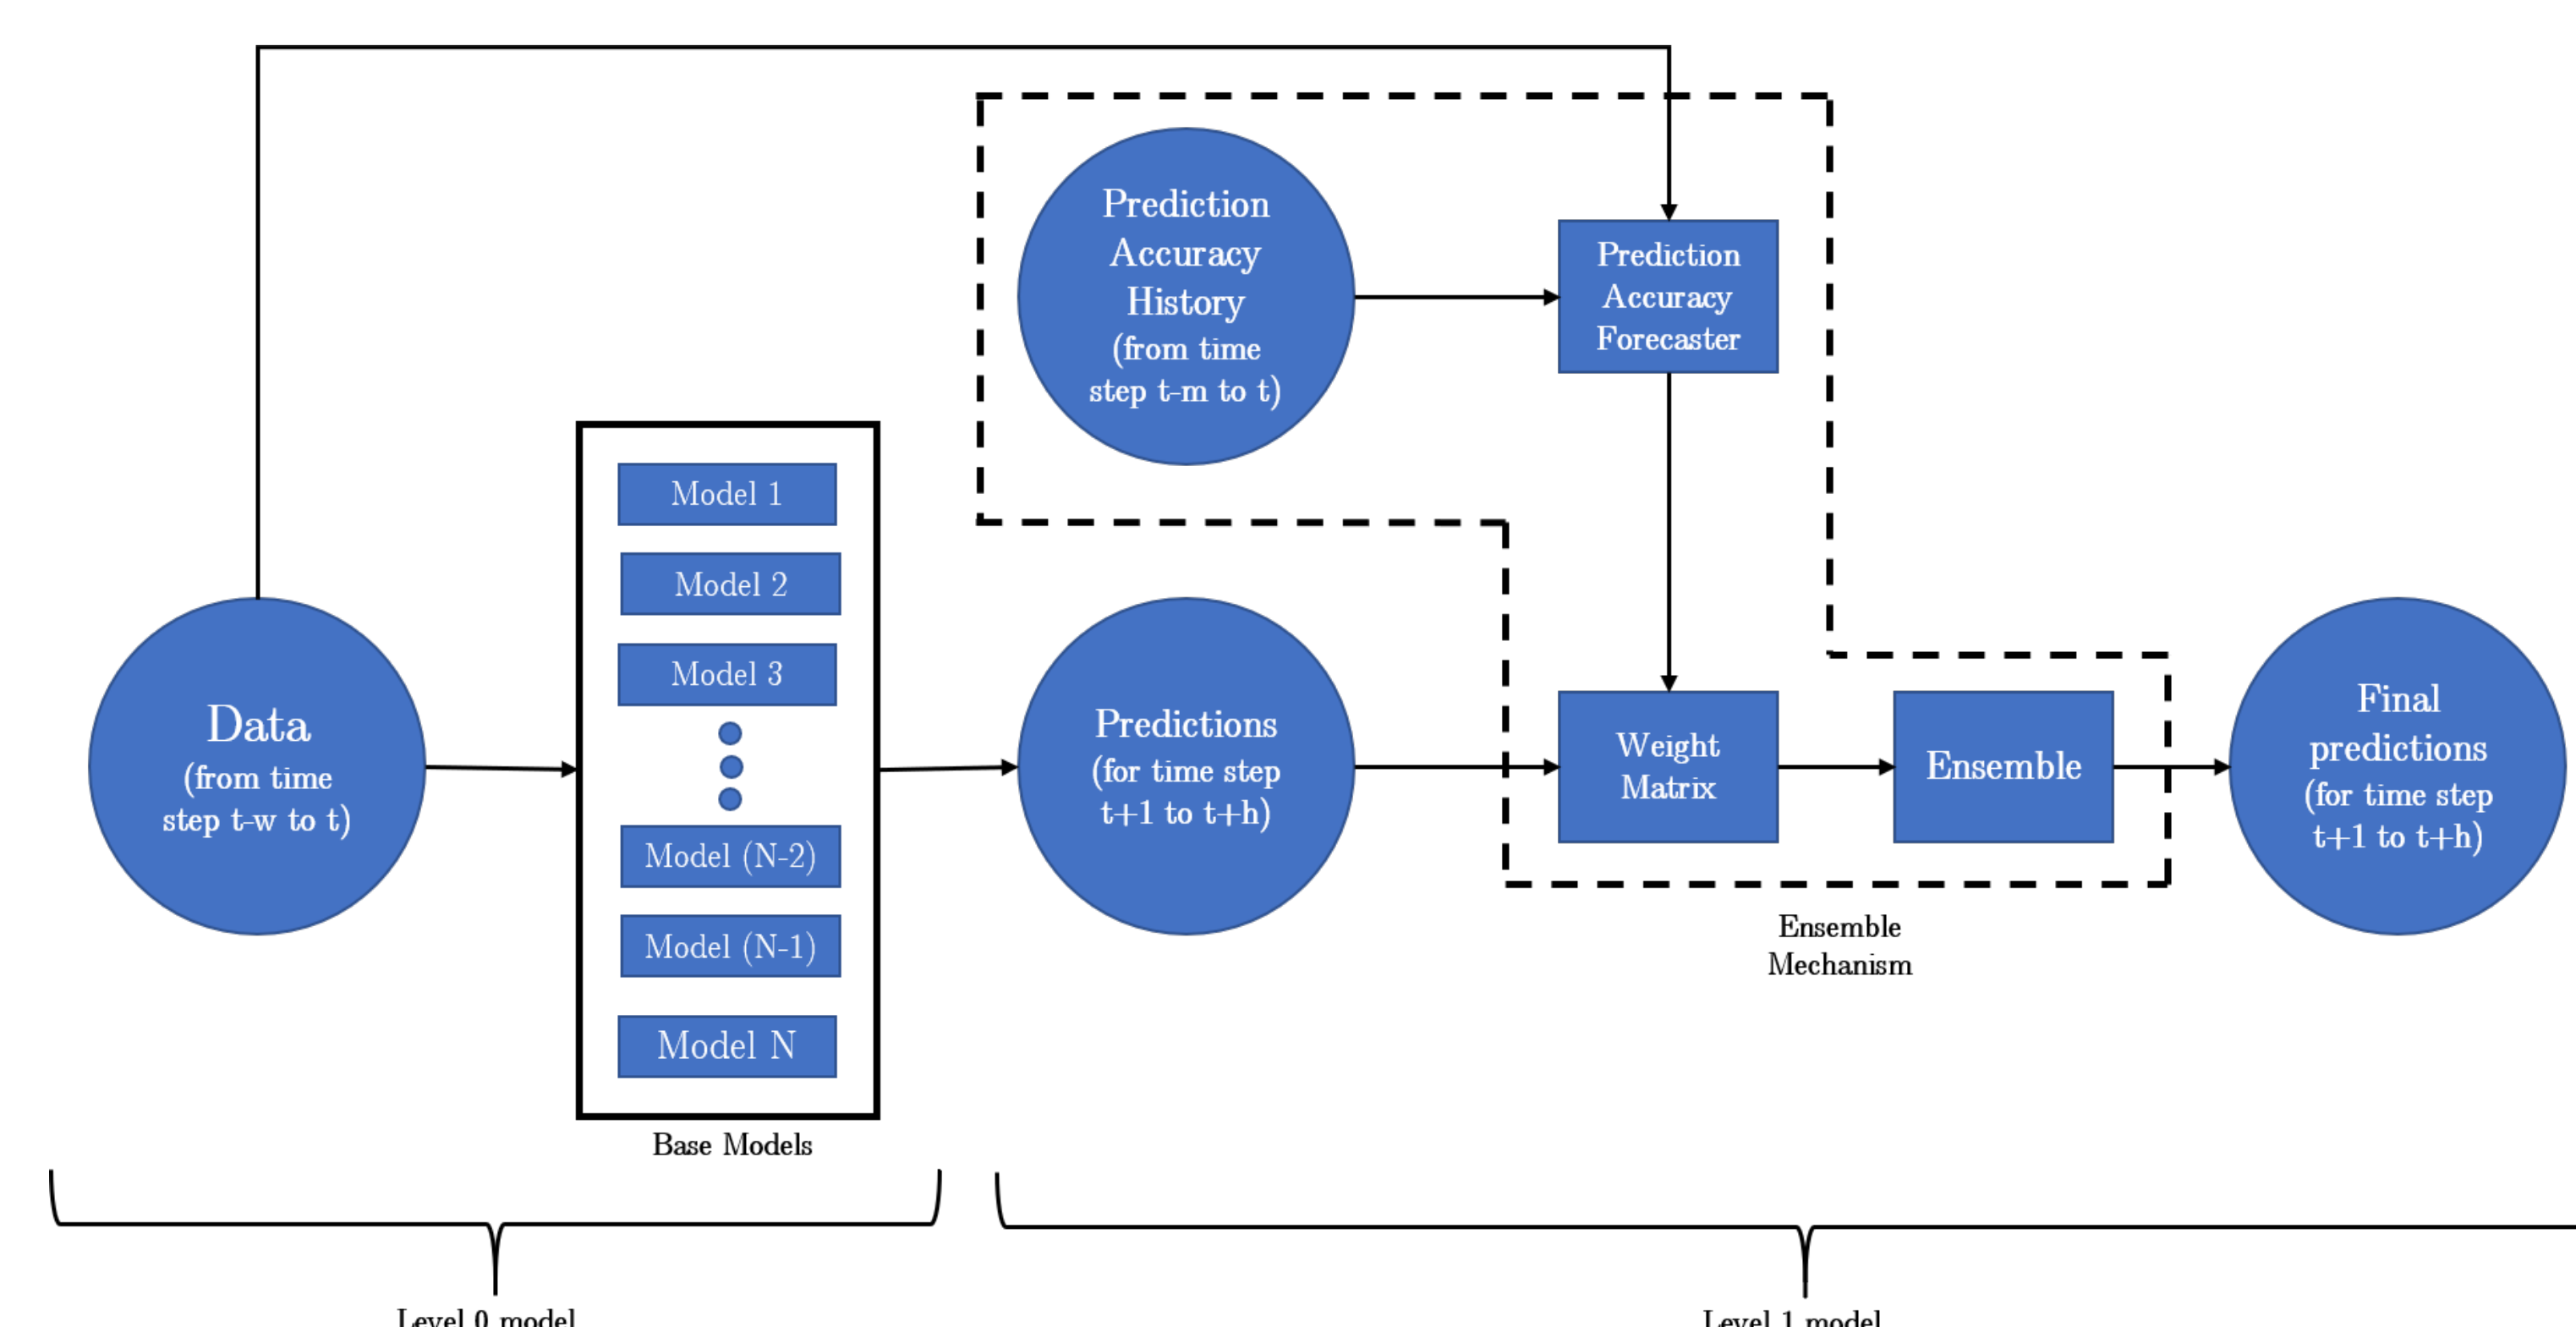 Prediction
Accuracy
History
(from time
step t-m to t)
Prediction
Accuracy
Forecaster
Data
(from time
step t-w to t)
Model 1
Model 2
Model 3
Model (N-2)
Model (N-1)
Model N
Base Models
Predictions
(for time step
t+1 to t+h)
Weight
Matrix
Ensemble
Ensemble
Mechanism
Final
predictions
(for time step
t+1 to t+h)
Level 0 model
Level 1 model